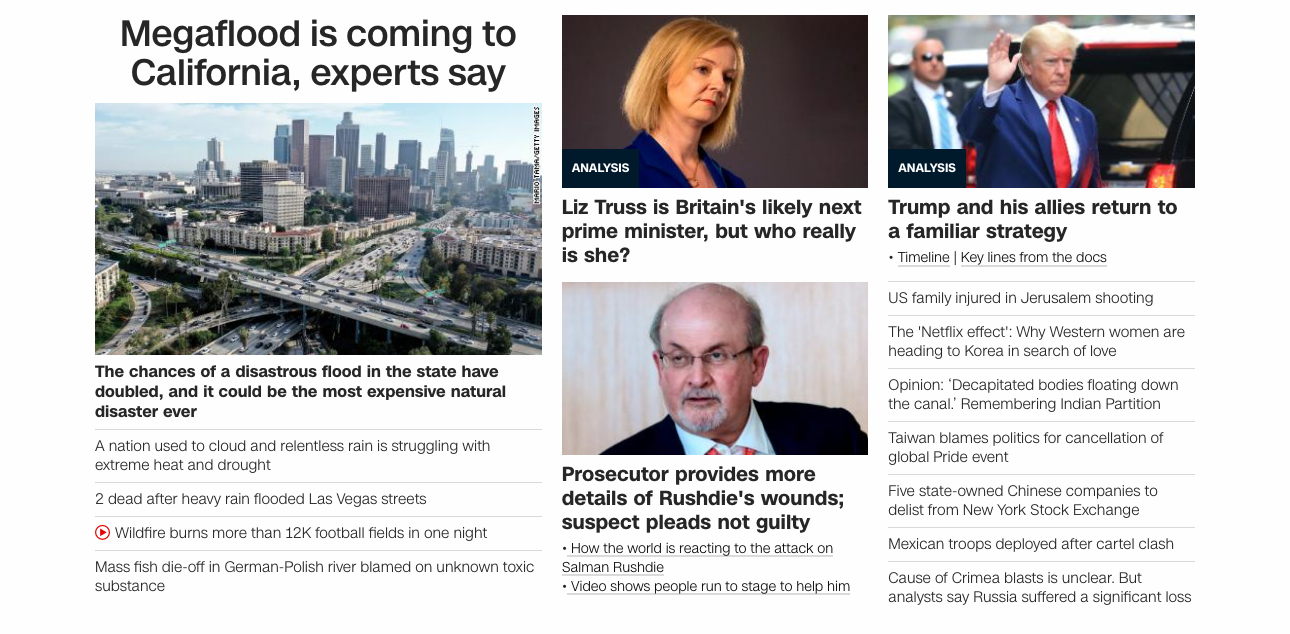 Megaflood is coming to
California, experts say
MARIO TAMA/GETTY IMAGES
The chances of a disastrous flood in the state have
doubled, and it could be the most expensive natural
disaster ever
A nation used to cloud and relentless rain is struggling with
extreme heat and drought
2 dead after heavy rain flooded Las Vegas streets
Wildfire burns more than 12K football fields in one night
Mass fish die-off in German-Polish river blamed on unknown toxic
substance
ANALYSIS
Liz Truss is Britain's likely next
prime minister, but who really
is she?
Prosecutor provides more
details of Rushdie's wounds;
suspect pleads not guilty
• How the world is reacting to the attack on
Salman Rushdie
• Video shows people run to stage to help him
ANALYSIS
Trump and his allies return to
a familiar strategy
• Timeline | Key lines from the docs
US family injured in Jerusalem shooting
The 'Netflix effect': Why Western women are
heading to Korea in search of love
Opinion: ‘Decapitated bodies floating down
the canal.’ Remembering Indian Partition
Taiwan blames politics for cancellation of
global Pride event
Five state-owned Chinese companies to
delist from New York Stock Exchange
Mexican troops deployed after cartel clash
Cause of Crimea blasts is unclear. But
analysts say Russia suffered a significant loss